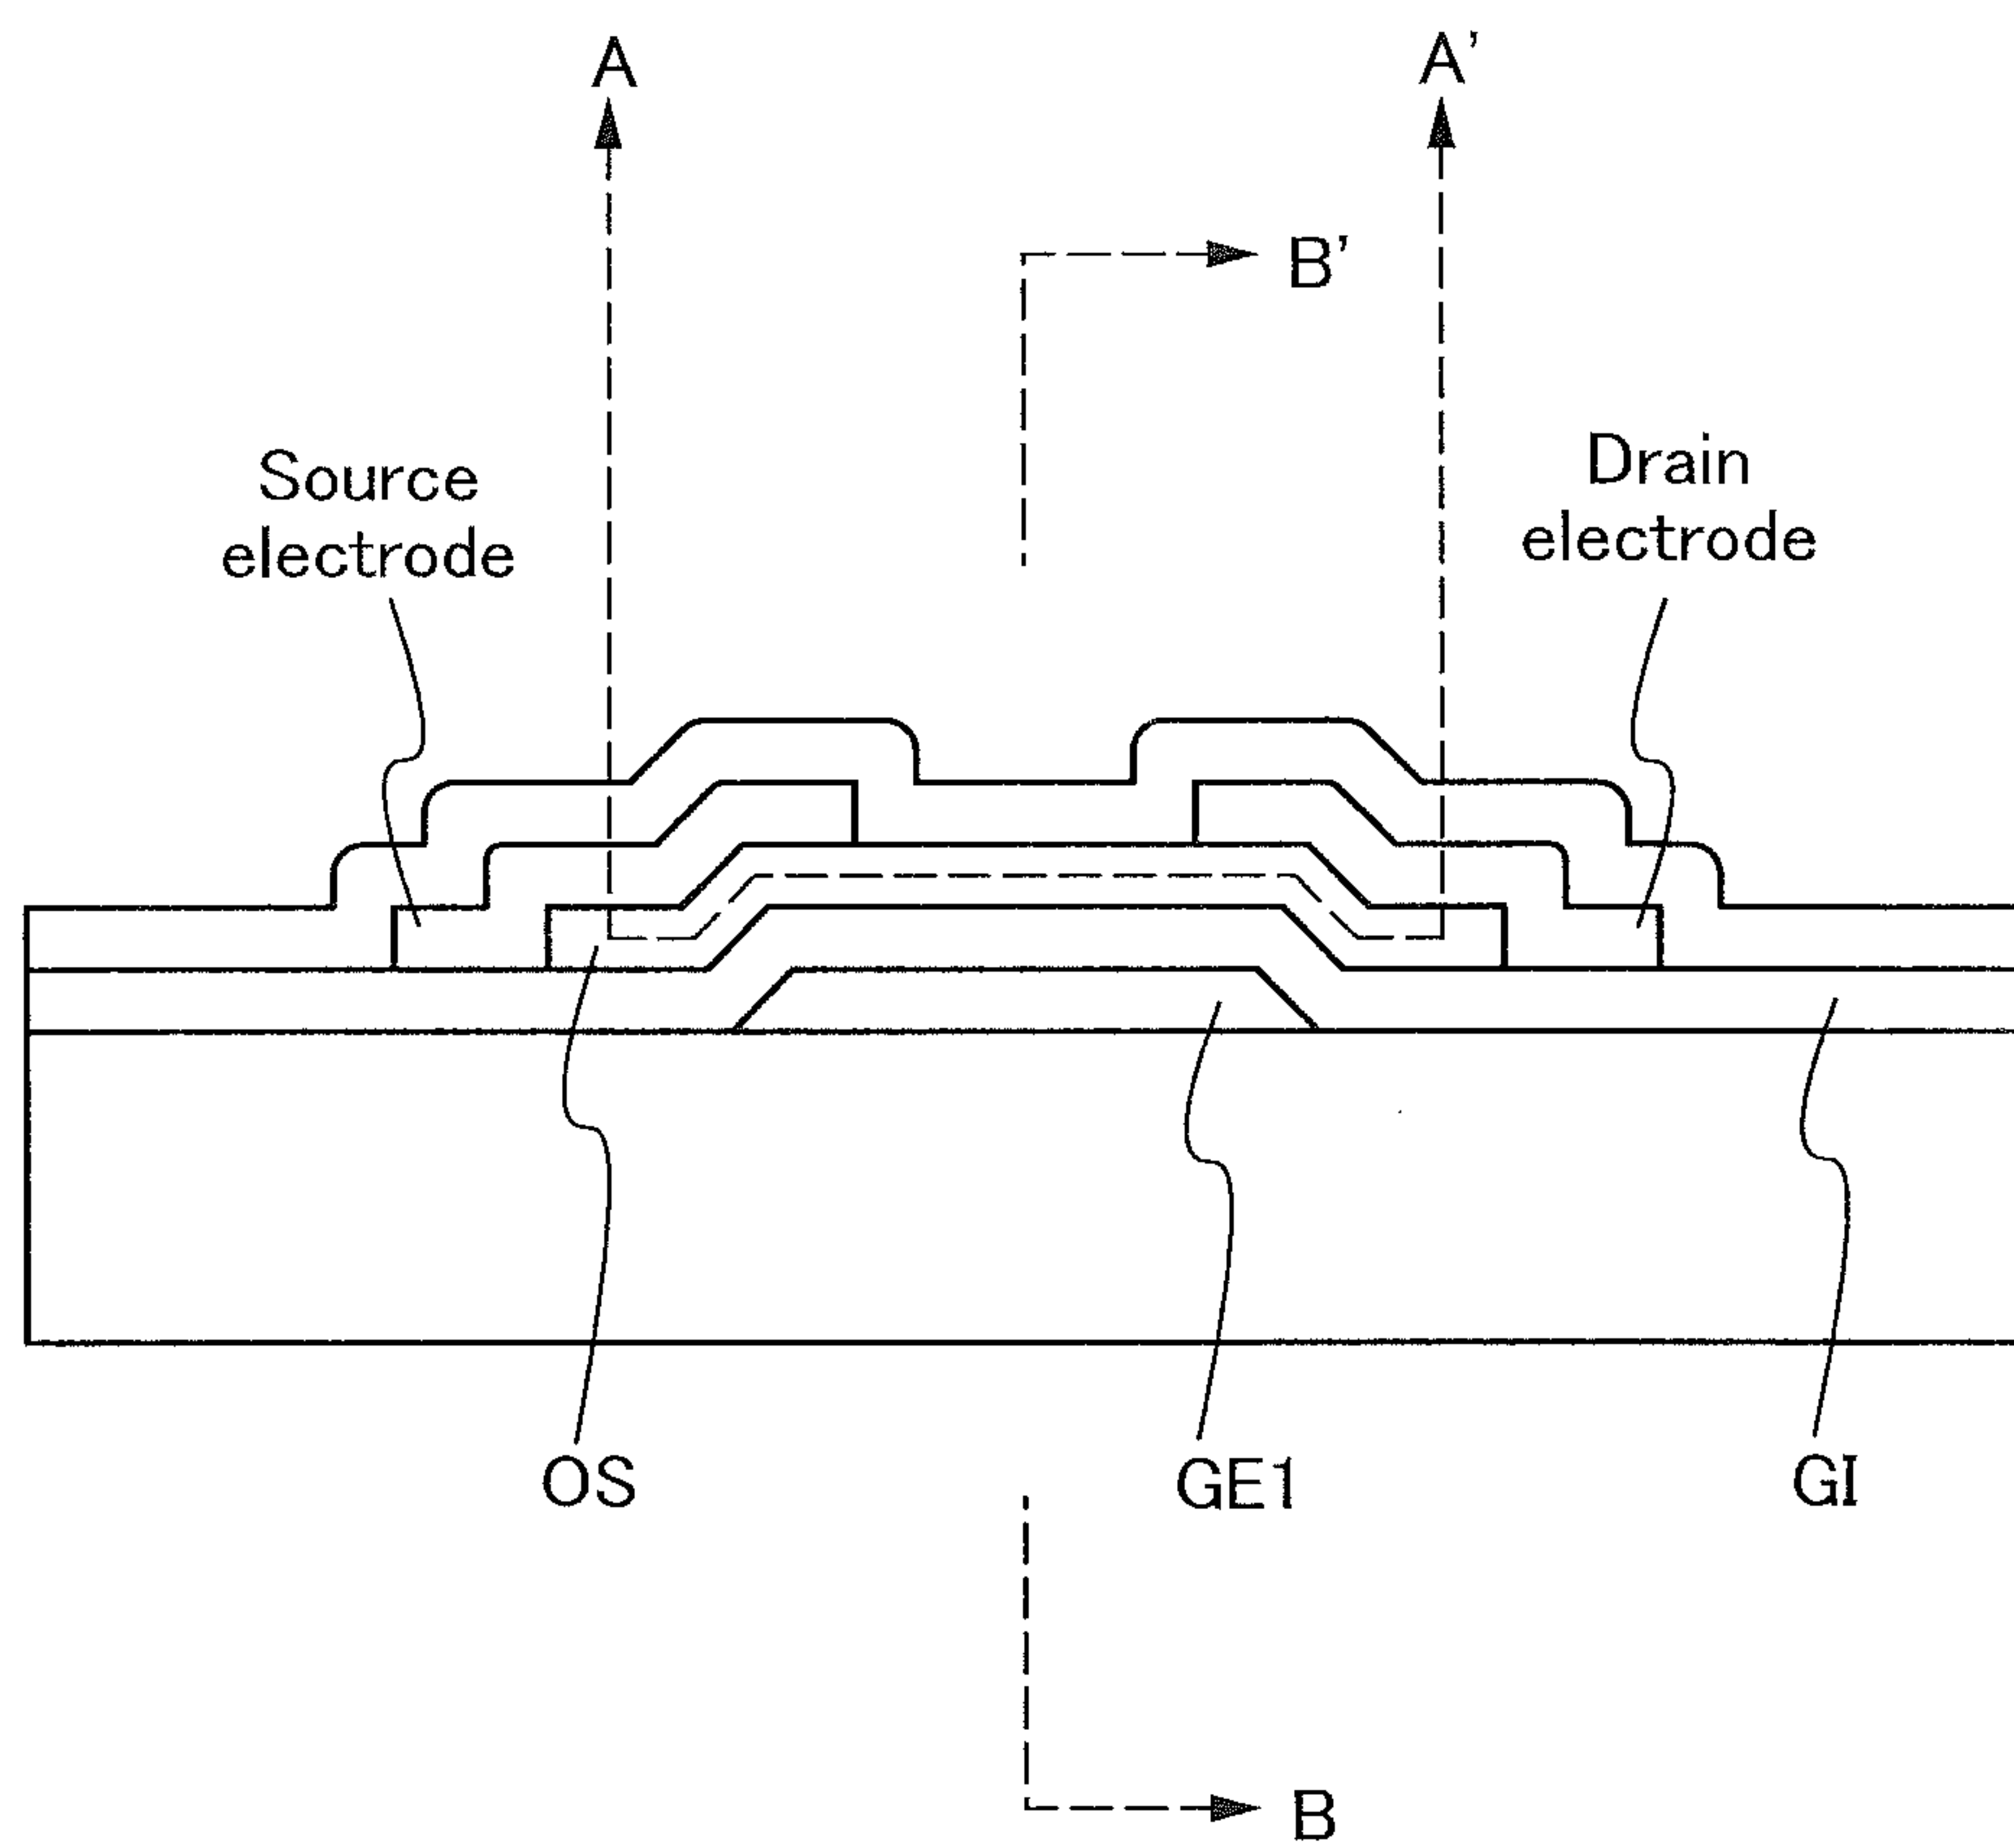 A
A'
B'
Source
electrode
Drain
electrode
OS
GE1
GI
B